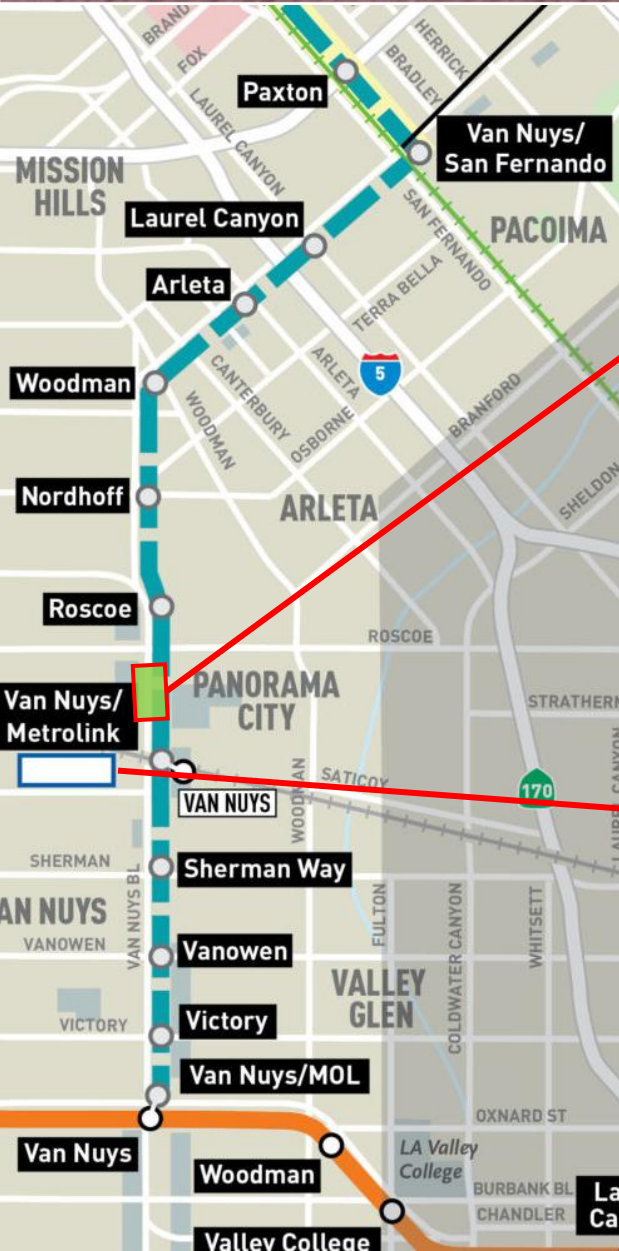 BRAND
FOX
HERRICK
BRADLEY
Paxton
LAUREL CANYON
Van Nuys/
San Fernando
MISSION
HILLS
Laurel Canyon
SAN FERNANDO
PACOIMA
Arleta
TERRA BELLA
Woodman
5
CANTERBURY
ARLETA
WOODMAN
OSBORNE
BRANFORD
Nordhoff
ARLETA
SHELDON
Roscoe
ROSCOE
PANORAMA
CITY
Van Nuys/
Metrolink
STRATHERN
SATICOY
WOODMAN
170
VAN NUYS
LAUREL CANYON
SHERMAN
Sherman Way
VAN NUYS BL
AN NUYS
VANOWEN
Vanowen
FULTON
COLDWATER CANYON
WHITSETT
VALLEY
GLEN
VICTORY
Victory
Van Nuys/MOL
OXNARD ST
Van Nuys
LA Valley
College
Woodman
BURBANK BL
La
CHANDLER
Ca
Valley College